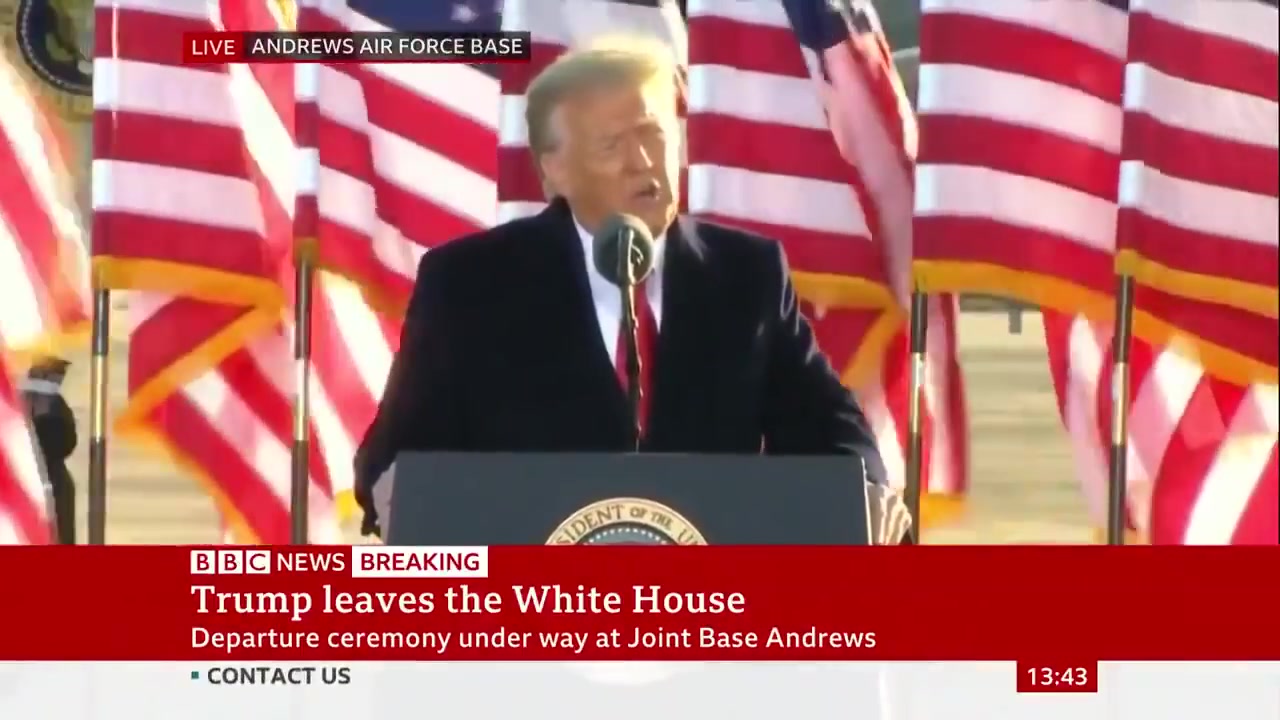 LIVE ANDREWS AIR FORCE BASE
SIDENT OF THE U
BBC NEWS BREAKING
Trump leaves the White House
Departure ceremony under way at Joint Base Andrews
CONTACT US
13:43